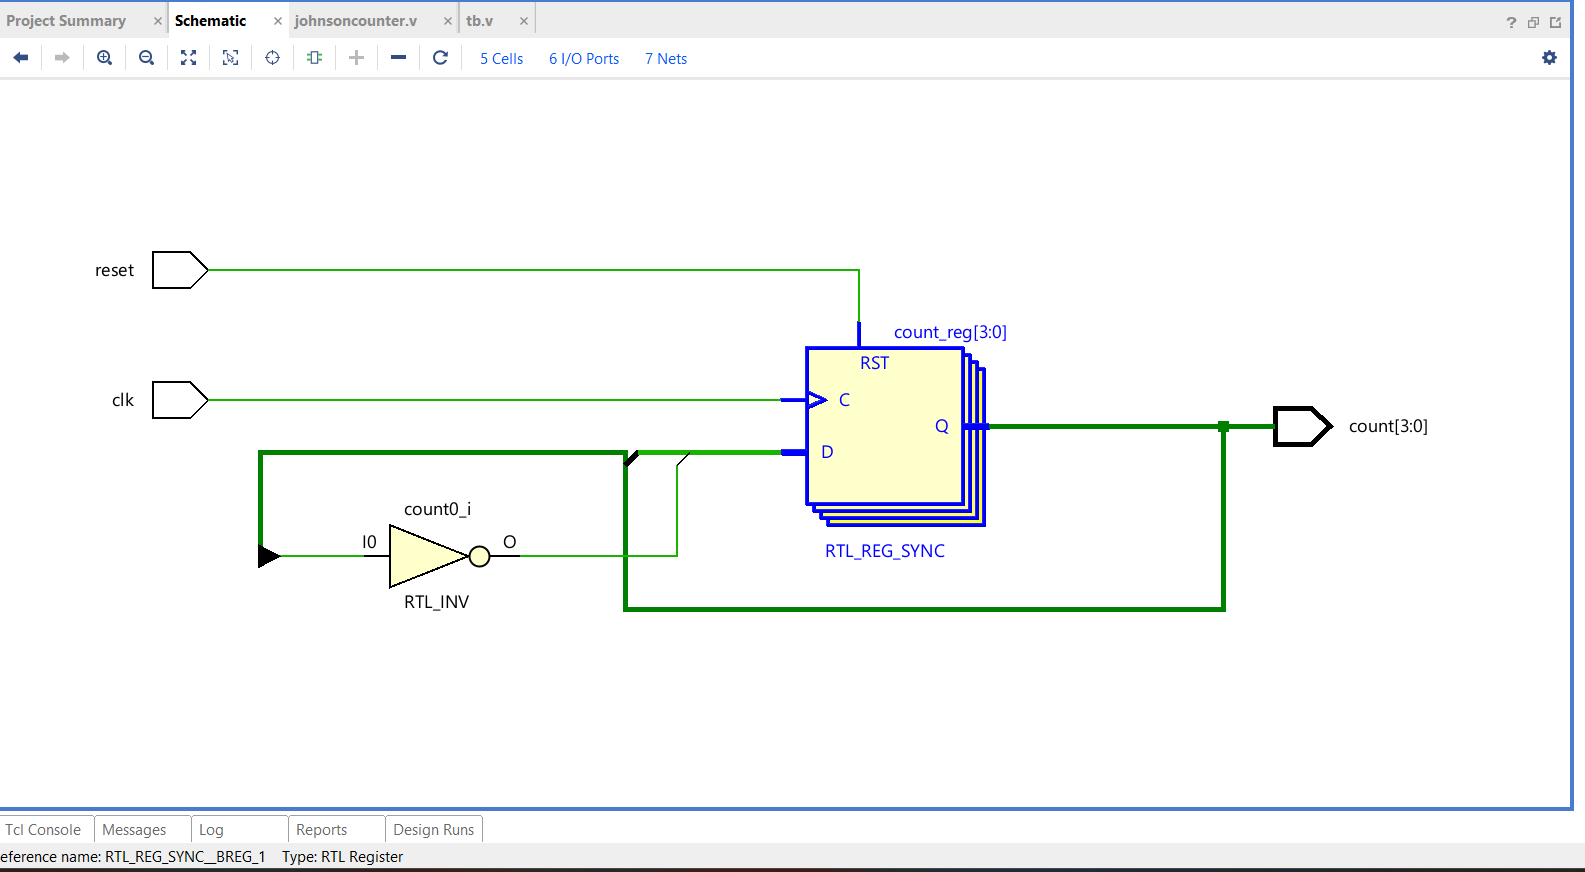 Project Summary × Schematic × johnsoncounter.v × tb.v ×
5 Cells 6 I/O Ports 7 Nets
reset
count_reg[3:0]
RST
clk
C
Q
count[3:0]
D
count0_i
I0
O
RTL_REG_SYNC
RTL_INV
Tcl Console Messages Log Reports Design Runs
eference name: RTL_REG_SYNC__BREG_1 Type: RTL Register